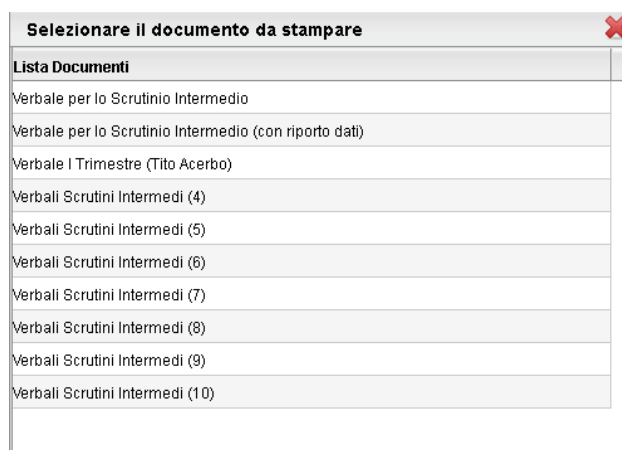 Selezionare il documento da stampare
Lista Documenti
Verbale per lo Scrutinio Intermedio
Verbale per lo Scrutinio Intermedio (con riporto dati)
Verbale I Trimestre (Tito Acerbo)
Verbali Scrutini Intermedi (4)
Verbali Scrutini Intermedi (5)
Verbali Scrutini Intermedi (6)
Verbali Scrutini Intermedi (7)
Verbali Scrutini Intermedi (8)
Verbali Scrutini Intermedi (9)
Verbali Scrutini Intermedi (10)